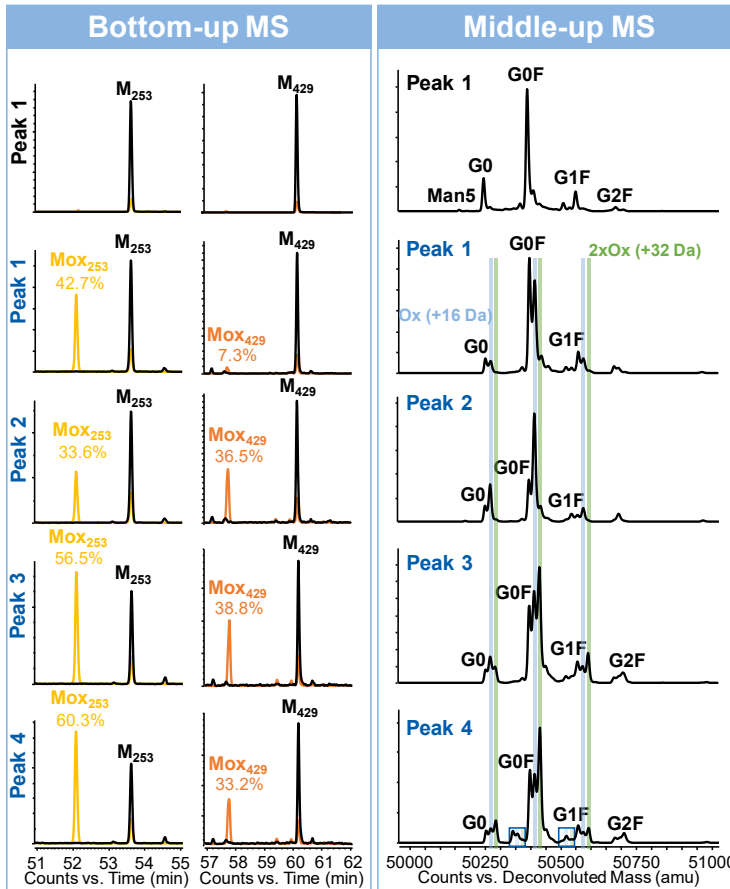 Bottom-up MS
Middle-up MS
Peak 1
M253
M429
Peak 1
Man5
G0
G0F
G1F
G2F
Peak 1
Mox253
42.7%
M253
Mox429
7.3%
M429
Peak 1
G0F
2xOx (+32 Da)
Ox (+16 Da)
G0
G1F
Peak 2
Mox253
33.6%
M253
Mox429
36.5%
M429
Peak 2
G0F
G0
G1F
Peak 3
Mox253
56.5%
M253
Mox429
38.8%
M429
Peak 3
G0F
G0
G1F
G2F
Peak 4
Mox253
60.3%
M253
Mox429
33.2%
M429
Peak 4
G0F
G0
G1F
G2F
51 52 53 54 55
57 58 59 60 61 62
50000 50250 50500 50750 51000
Counts vs. Time (min)
Counts vs. Time (min)
Counts vs. Deconvoluted Mass (amu)